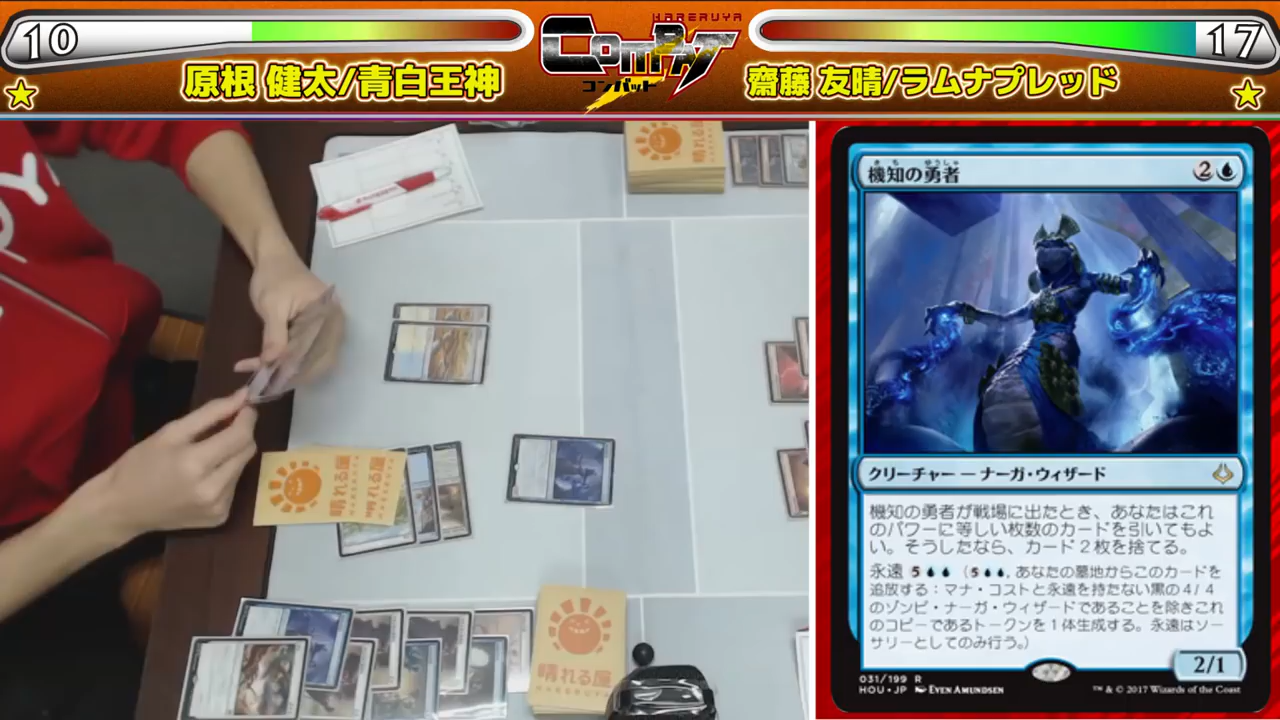 10
HARERUYA
COMBAT
コンバット
17
原根 健太/青白王神
齋藤 友晴/ラムナプレッド
晴れる屋
晴れる屋
晴れる屋
HARERUYA
機知の勇者
きち ゆうしゃ
2
クリーチャー — ナーガ・ウィザード
機知の勇者が戦場に出たとき、あなたはこれ
のパワーに等しい枚数のカードを引いてもよ
い。そうしたなら、カード2枚を捨てる。
永遠 5 (5, あなたの墓地からこのカードを
追放する:マナ・コストと永遠を持たない黒の4/4
のゾンビ・ナーガ・ウィザードであることを除きこれ
のコピーであるトークンを1体生成する。永遠はソー
サリーとしてのみ行う。)
2/1
031/199 R
HOU・JP EVEN AMUNDSEN
™ & © 2017 Wizards of the Coast